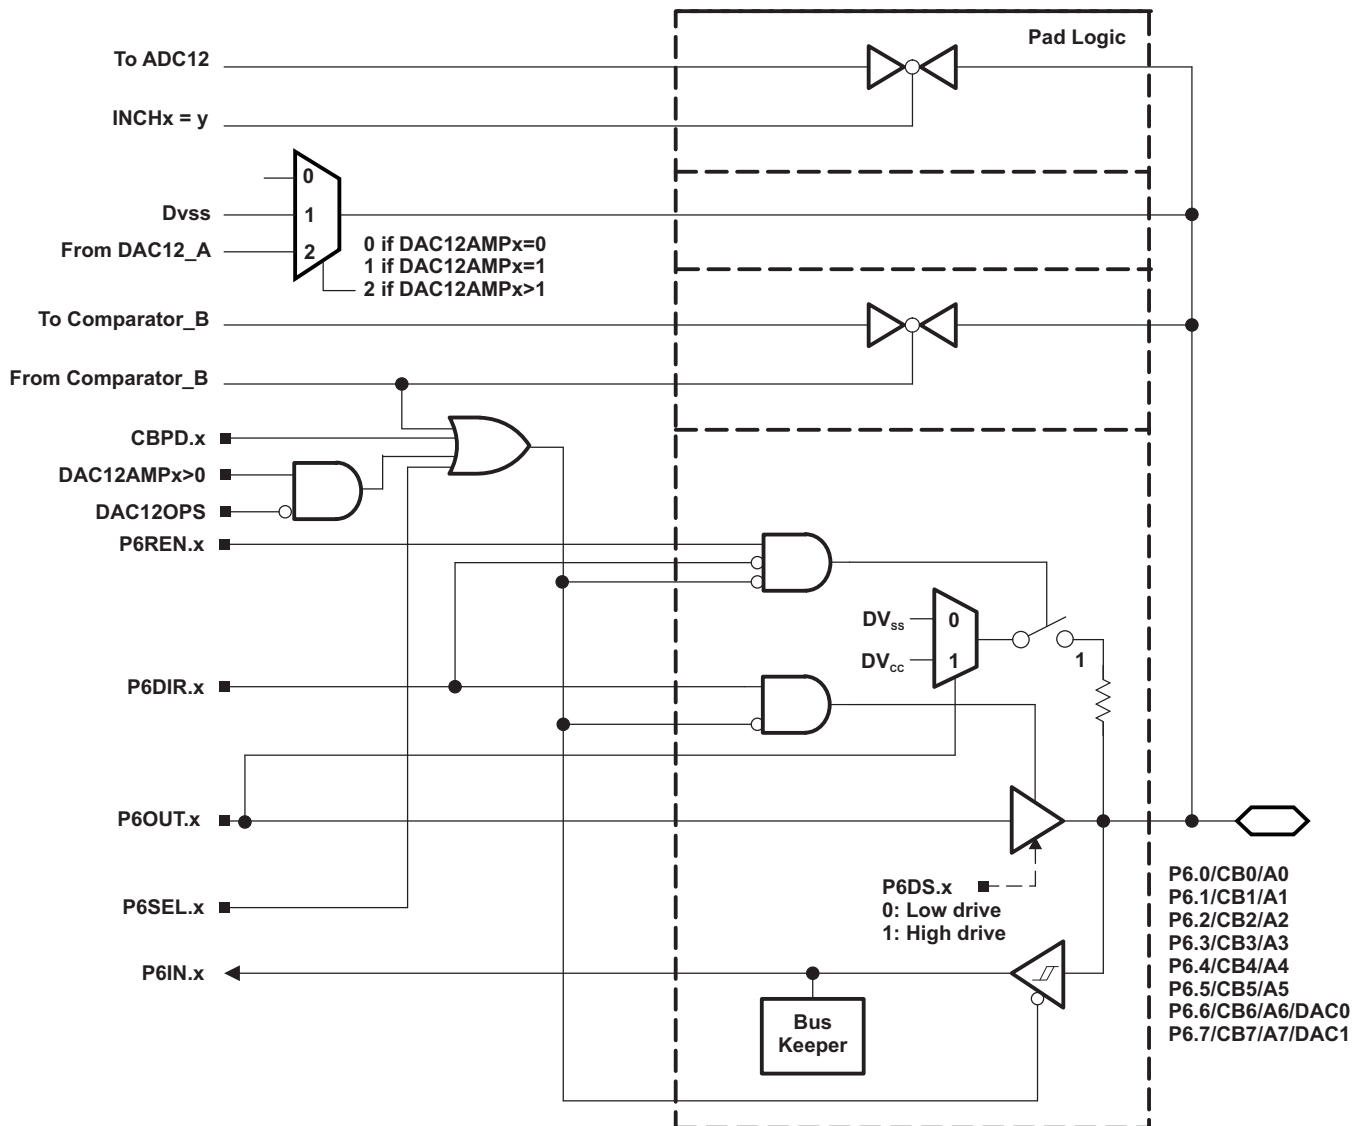 Pad Logic
To ADC12
INCHx = y
0
Dvss
1
From DAC12_A
2
0 if DAC12AMPx=0
1 if DAC12AMPx=1
2 if DAC12AMPx>1
To Comparator_B
From Comparator_B
CBPD.x
DAC12AMPx>0
DAC12OPS
P6REN.x
DVss
0
DVcc
1
1
P6DIR.x
P6OUT.x
P6DS.x
0: Low drive
1: High drive
P6SEL.x
P6IN.x
Bus
Keeper
P6.0/CB0/A0
P6.1/CB1/A1
P6.2/CB2/A2
P6.3/CB3/A3
P6.4/CB4/A4
P6.5/CB5/A5
P6.6/CB6/A6/DAC0
P6.7/CB7/A7/DAC1